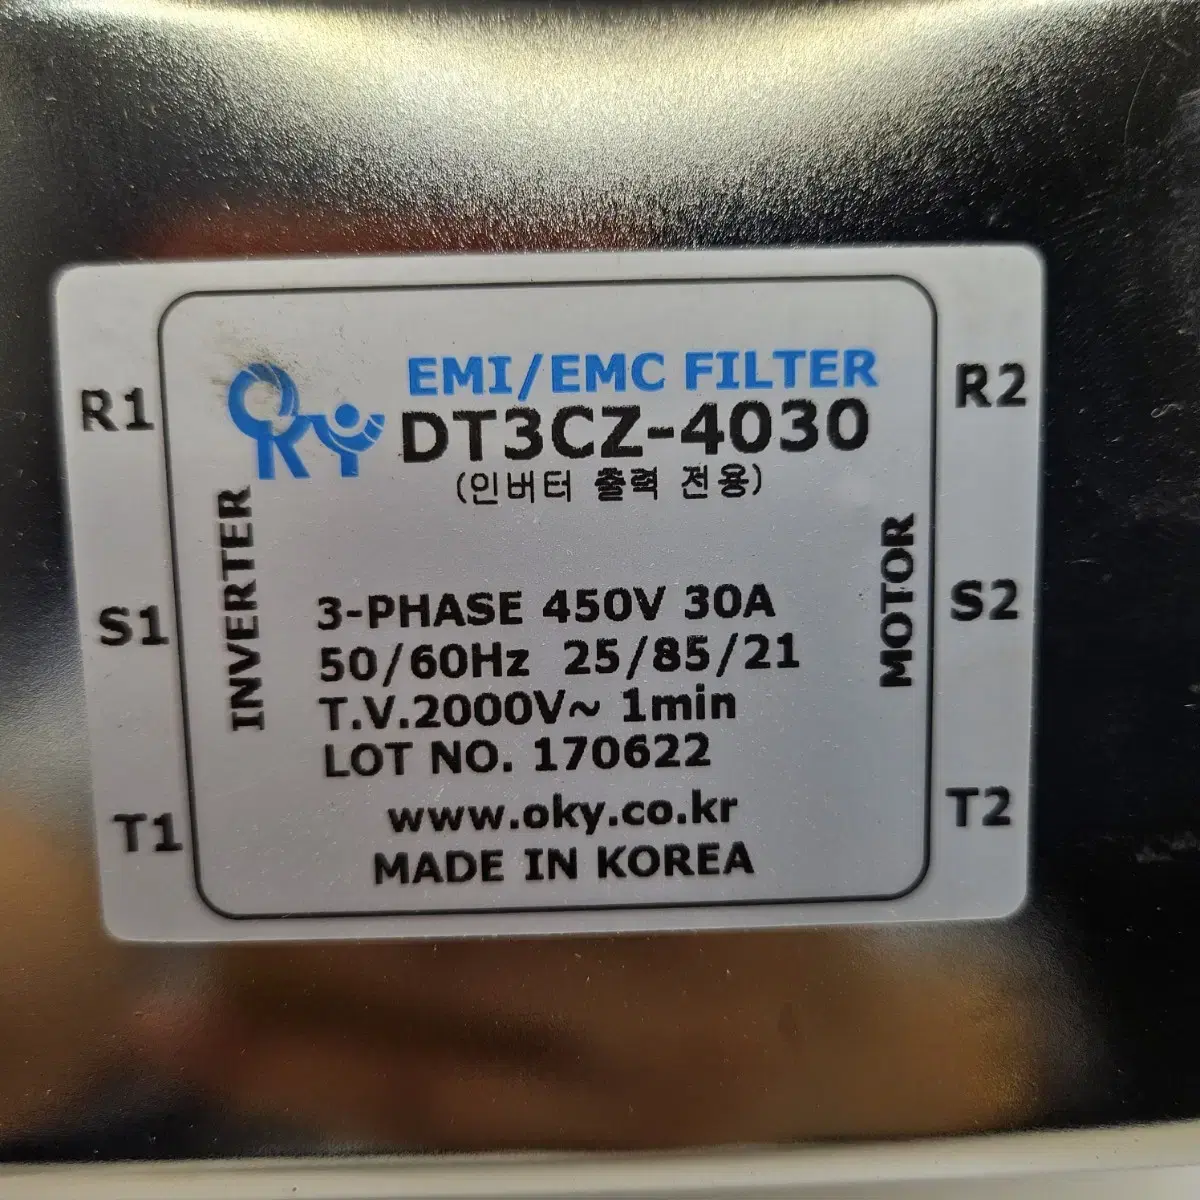 EMI/EMC FILTER
OKY
DT3CZ-4030
(인버터 출력 전용)
R1
R2
INVERTER
MOTOR
S1
S2
3-PHASE 450V 30A
50/60Hz 25/85/21
T.V.2000V~ 1min
LOT NO. 170622
T1
T2
www.oky.co.kr
MADE IN KOREA